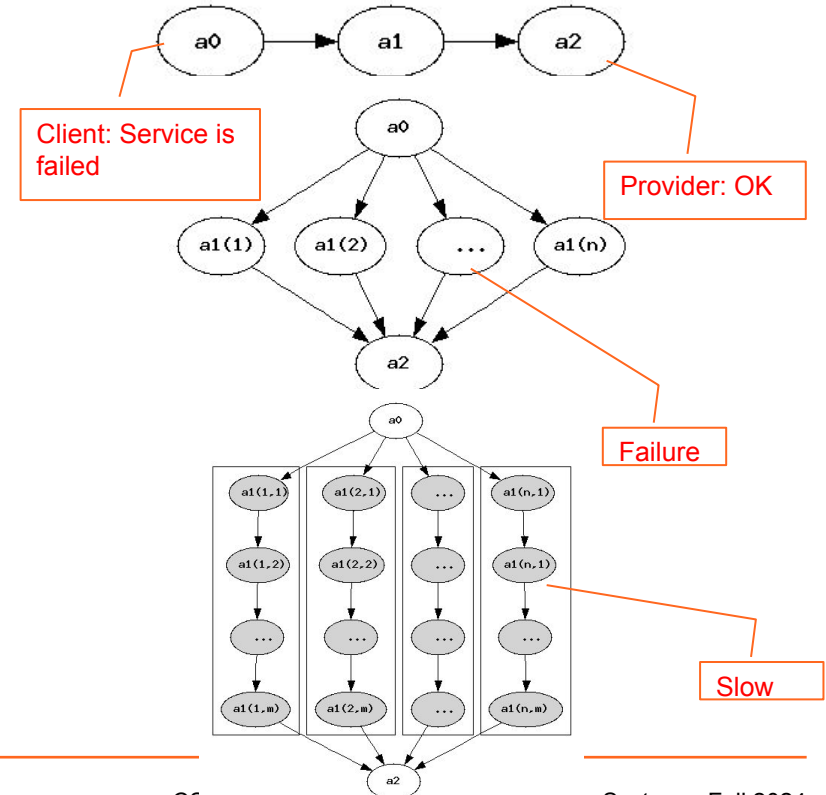 a0 a1 a2
Client: Service is
failed
a0
Provider: OK
a1(1) a1(2) ... a1(n)
a2
a0
Failure
a1(1,1) a1(2,1) ... a1(n,1)
a1(1,2) a1(2,2) ... a1(n,1)
... ... ... ...
Slow
a1(1,m) a1(2,m) ... a1(n,m)
a2